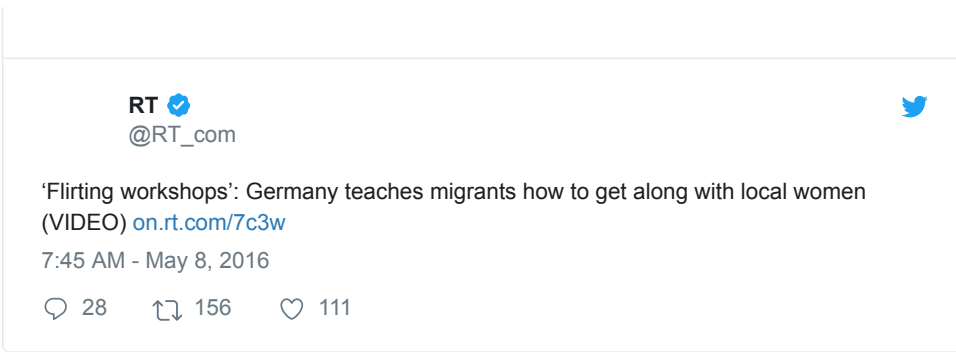 RT
@RT_com
‘Flirting workshops’: Germany teaches migrants how to get along with local women
(VIDEO) on.rt.com/7c3w
7:45 AM - May 8, 2016
28 156 111